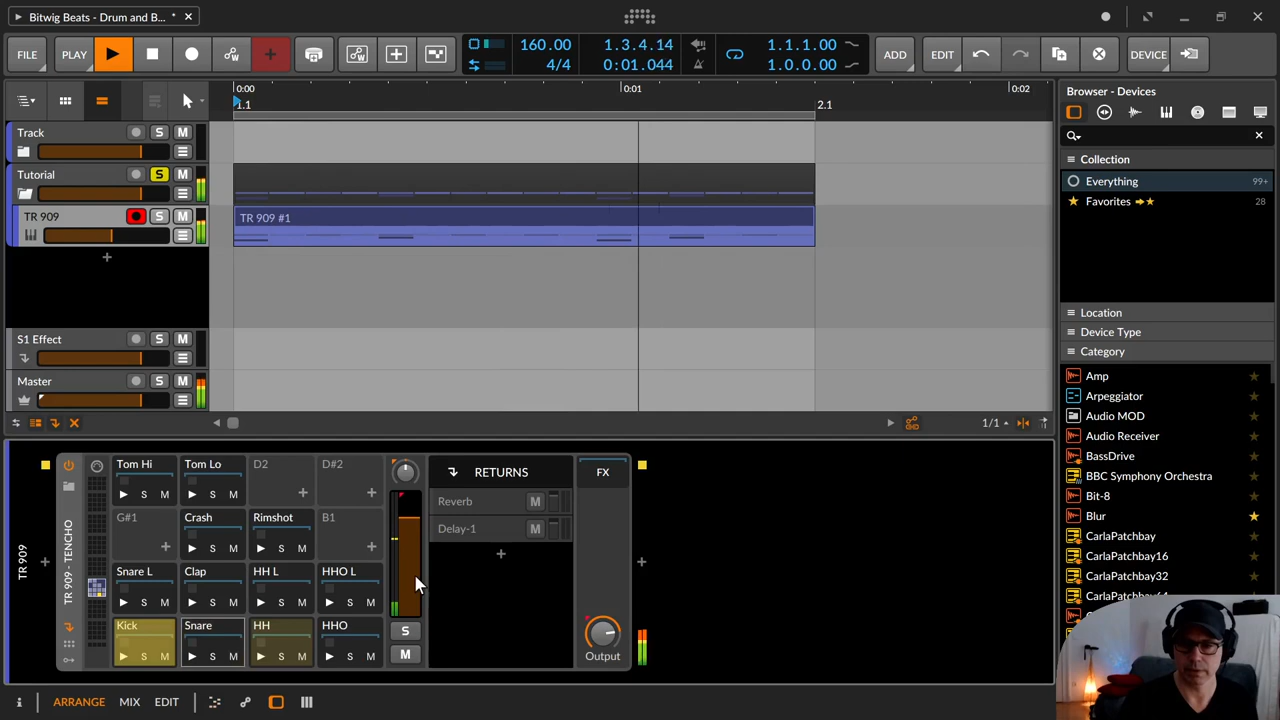 Bitwig Beats - Drum and B... *
FILE
PLAY
160.00
4/4
1.3.4.14
0:01.044
1.1.1.00
1.0.0.00
ADD
EDIT
DEVICE
0:00
0:01
0:02
1.1
2.1
Track
S
M
Tutorial
S
M
TR 909
S
M
TR 909 #1
S1 Effect
S
M
Master
S
M
1/1
Browser - Devices
Collection
Everything
99+
Favorites
28
Location
Device Type
Category
Amp
Arpeggiator
Audio MOD
Audio Receiver
BassDrive
BBC Symphony Orchestra
Bit-8
Blur
CarlaPatchbay
CarlaPatchbay16
CarlaPatchbay32
TR 909
TR 909 - TENCHO
Tom Hi
Tom Lo
D2
D#2
S M
S M
G#1
Crash
Rimshot
B1
S M
S M
Snare L
Clap
HH L
HHO L
S M
S M
S M
S M
Kick
Snare
HH
HHO
S M
S M
S M
S M
S
M
RETURNS
Reverb
M
Delay-1
M
FX
Output
ARRANGE
MIX
EDIT